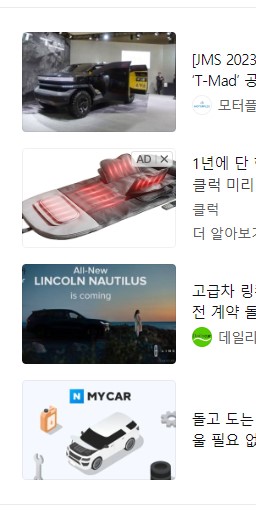 [JMS 2023
'T-Mad' 공
모터플
AD
1년에 단
클럭 미리
클럭
더 알아보기
All-New
LINCOLN NAUTILUS
is coming
고급차 링
전 계약 돌
데일리
N MYCAR
돌고 도는
을 필요 없